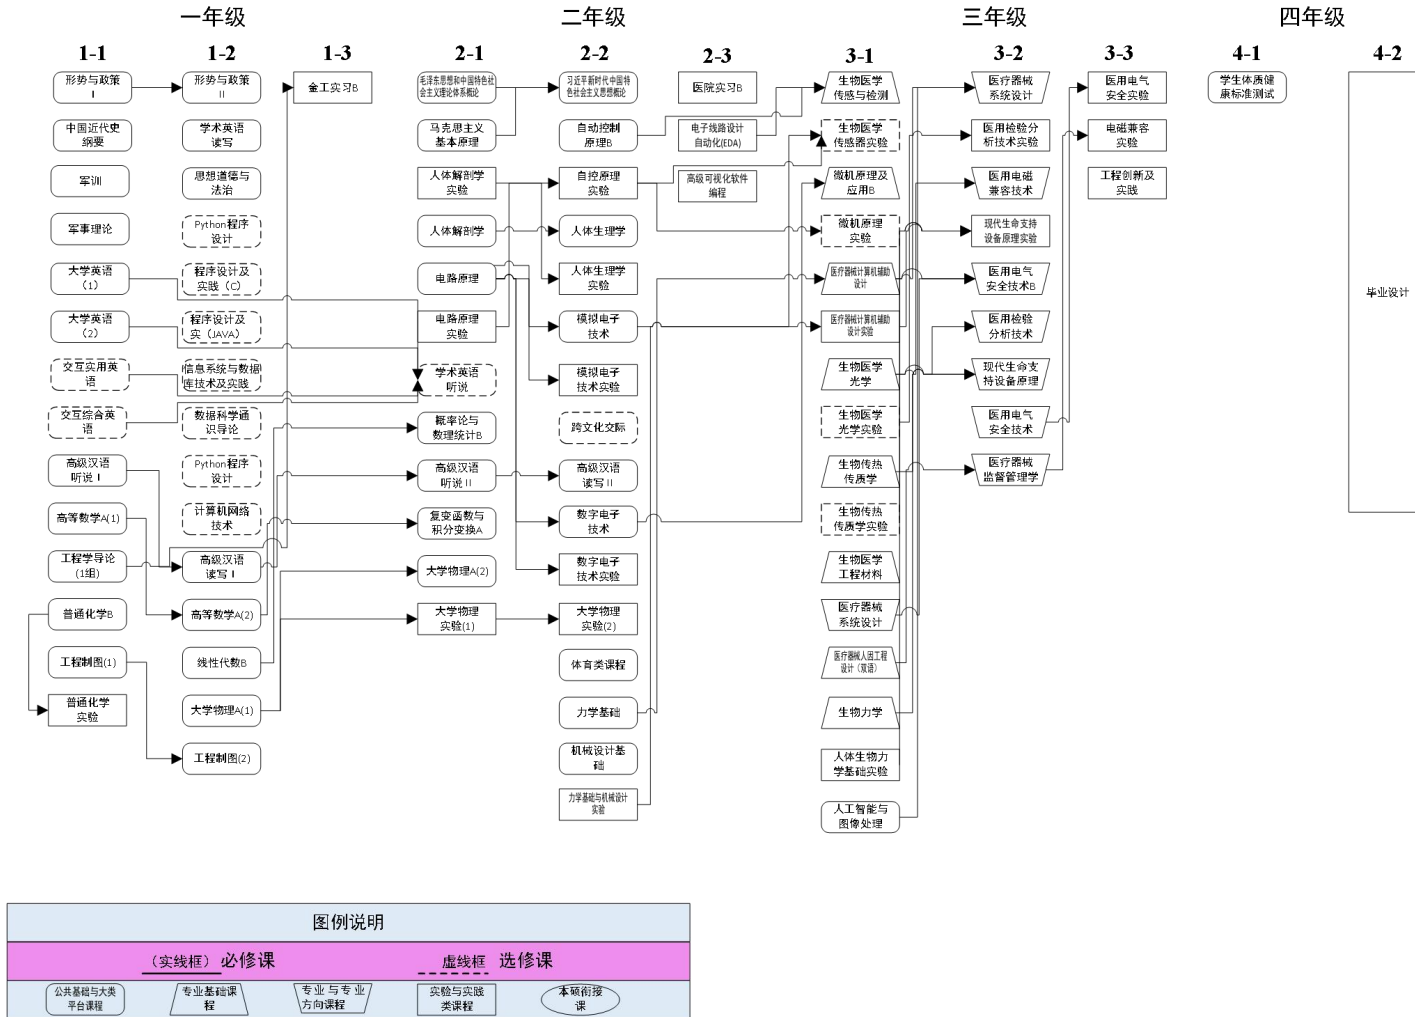 一年级
二年级
三年级
四年级
1-1
1-2
1-3
2-1
2-2
2-3
3-1
3-2
3-3
4-1
4-2
形势与政策
I
中国近代史
纲要
军训
军事理论
大学英语
（1）
大学英语
（2）
交互实用英
语
交互综合英
语
高级汉语
听说 I
高等数学A(1)
工程学导论
(1组)
普通化学B
工程制图(1)
普通化学
实验
形势与政策
II
学术英语
读写
思想道德与
法治
Python程序
设计
程序设计及
实践（C）
程序设计及
实（JAVA）
信息系统与数据
库技术及实践
数据科学通
识导论
Python程序
设计
计算机网络
技术
高级汉语
读写 I
高等数学A(2)
线性代数B
大学物理A(1)
工程制图(2)
金工实习B
毛泽东思想和中国特色社
会主义理论体系概论
马克思主义
基本原理
人体解剖学
实验
人体解剖学
电路原理
电路原理
实验
学术英语
听说
概率论与
数理统计B
高级汉语
听说 II
复变函数与
积分变换A
大学物理A(2)
大学物理
实验(1)
习近平新时代中国特
色社会主义思想概论
自动控制
原理B
自控原理
实验
人体生理学
人体生理学
实验
模拟电子
技术
模拟电子
技术实验
跨文化交际
高级汉语
读写 II
数字电子
技术
数字电子
技术实验
大学物理
实验(2)
体育类课程
力学基础
机械设计基
础
力学基础与机械设计
实验
医院实习B
电子线路设计
自动化(EDA)
高级可视化软件
编程
生物医学
传感与检测
生物医学
传感器实验
微机原理及
应用B
微机原理
实验
医疗器械计算机辅助
设计
医疗器械计算机辅助
设计实验
生物医学
光学
生物医学
光学实验
生物传热
传质学
生物传热
传质学实验
生物医学
工程材料
医疗器械
系统设计
医疗器械人因工程
设计（双语）
生物力学
人体生物力
学基础实验
人工智能与
图像处理
医疗器械
系统设计
医用检验分
析技术实验
医用电磁
兼容技术
现代生命支持
设备原理实验
医用电气
安全技术B
医用检验
分析技术
现代生命支
持设备原理
医用电气
安全技术
医疗器械
监督管理学
医用电气
安全实验
电磁兼容
实验
工程创新及
实践
学生体质健
康标准测试
毕业设计
图例说明
（实线框）必修课
虚线框 选修课
公共基础与大类
平台课程
专业基础课
程
专业与专业
方向课程
实验与实践
类课程
本硕衔接
课